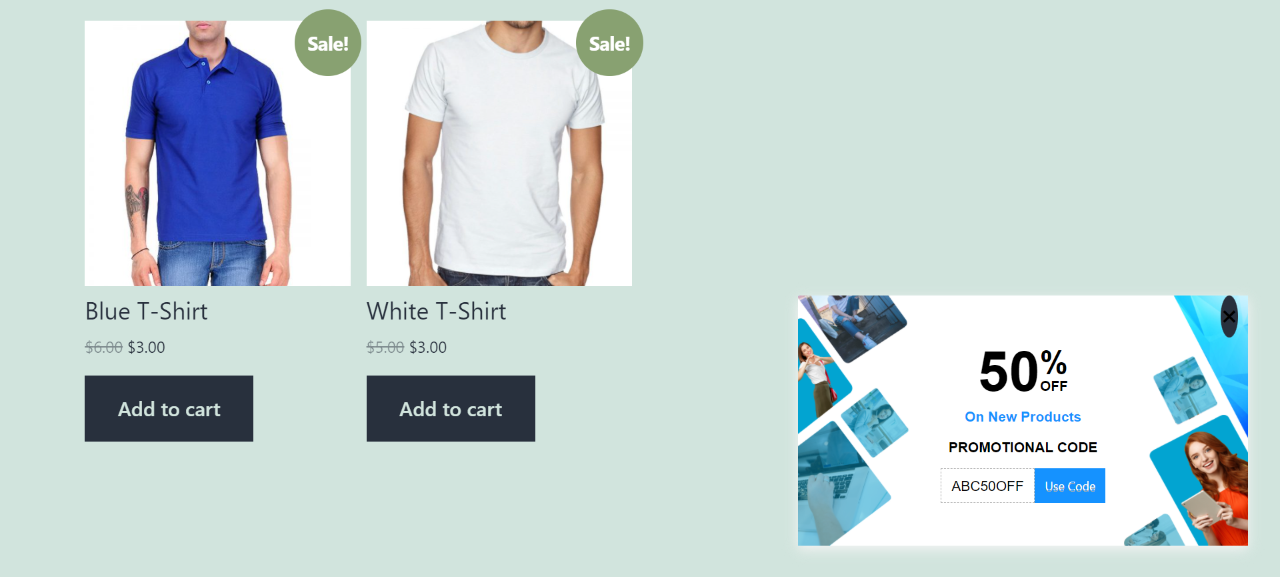 Sale!
Sale!
Blue T-Shirt
$6.00 $3.00
Add to cart
White T-Shirt
$5.00 $3.00
Add to cart
50%
OFF
On New Products
PROMOTIONAL CODE
ABC50OFF Use Code